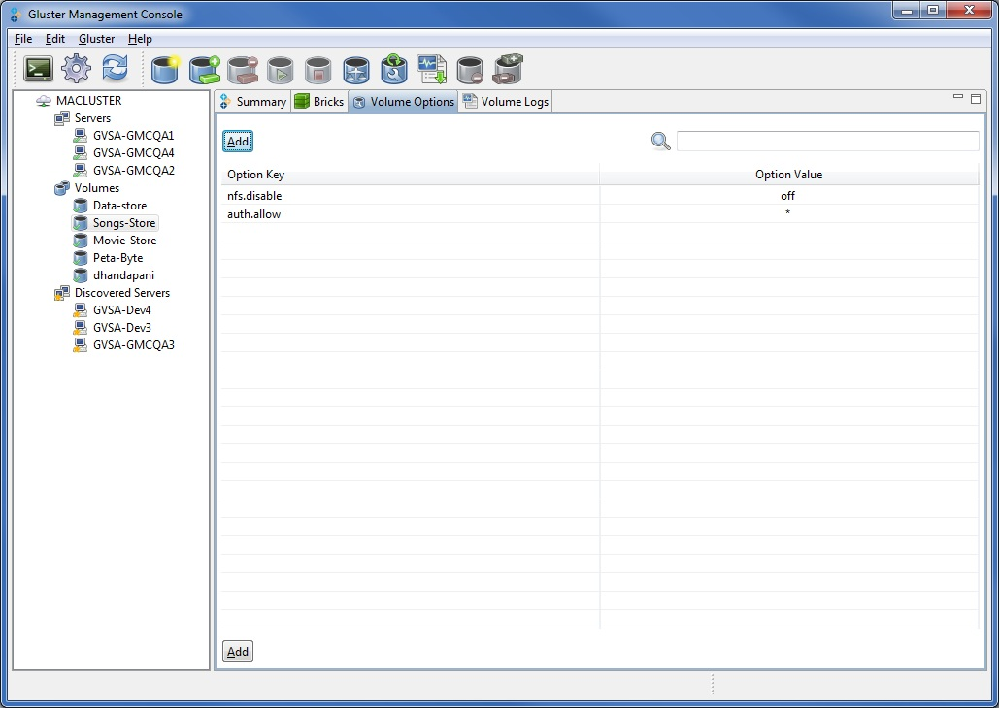 Gluster Management Console
File Edit Gluster Help
MACLUSTER
Servers
GVSA-GMCQA1
GVSA-GMCQA4
GVSA-GMCQA2
Volumes
Data-store
Songs-Store
Movie-Store
Peta-Byte
dhandapani
Discovered Servers
GVSA-Dev4
GVSA-Dev3
GVSA-GMCQA3
Summary Bricks Volume Options Volume Logs
Add
Option Key Option Value
nfs.disable off
auth.allow *
Add